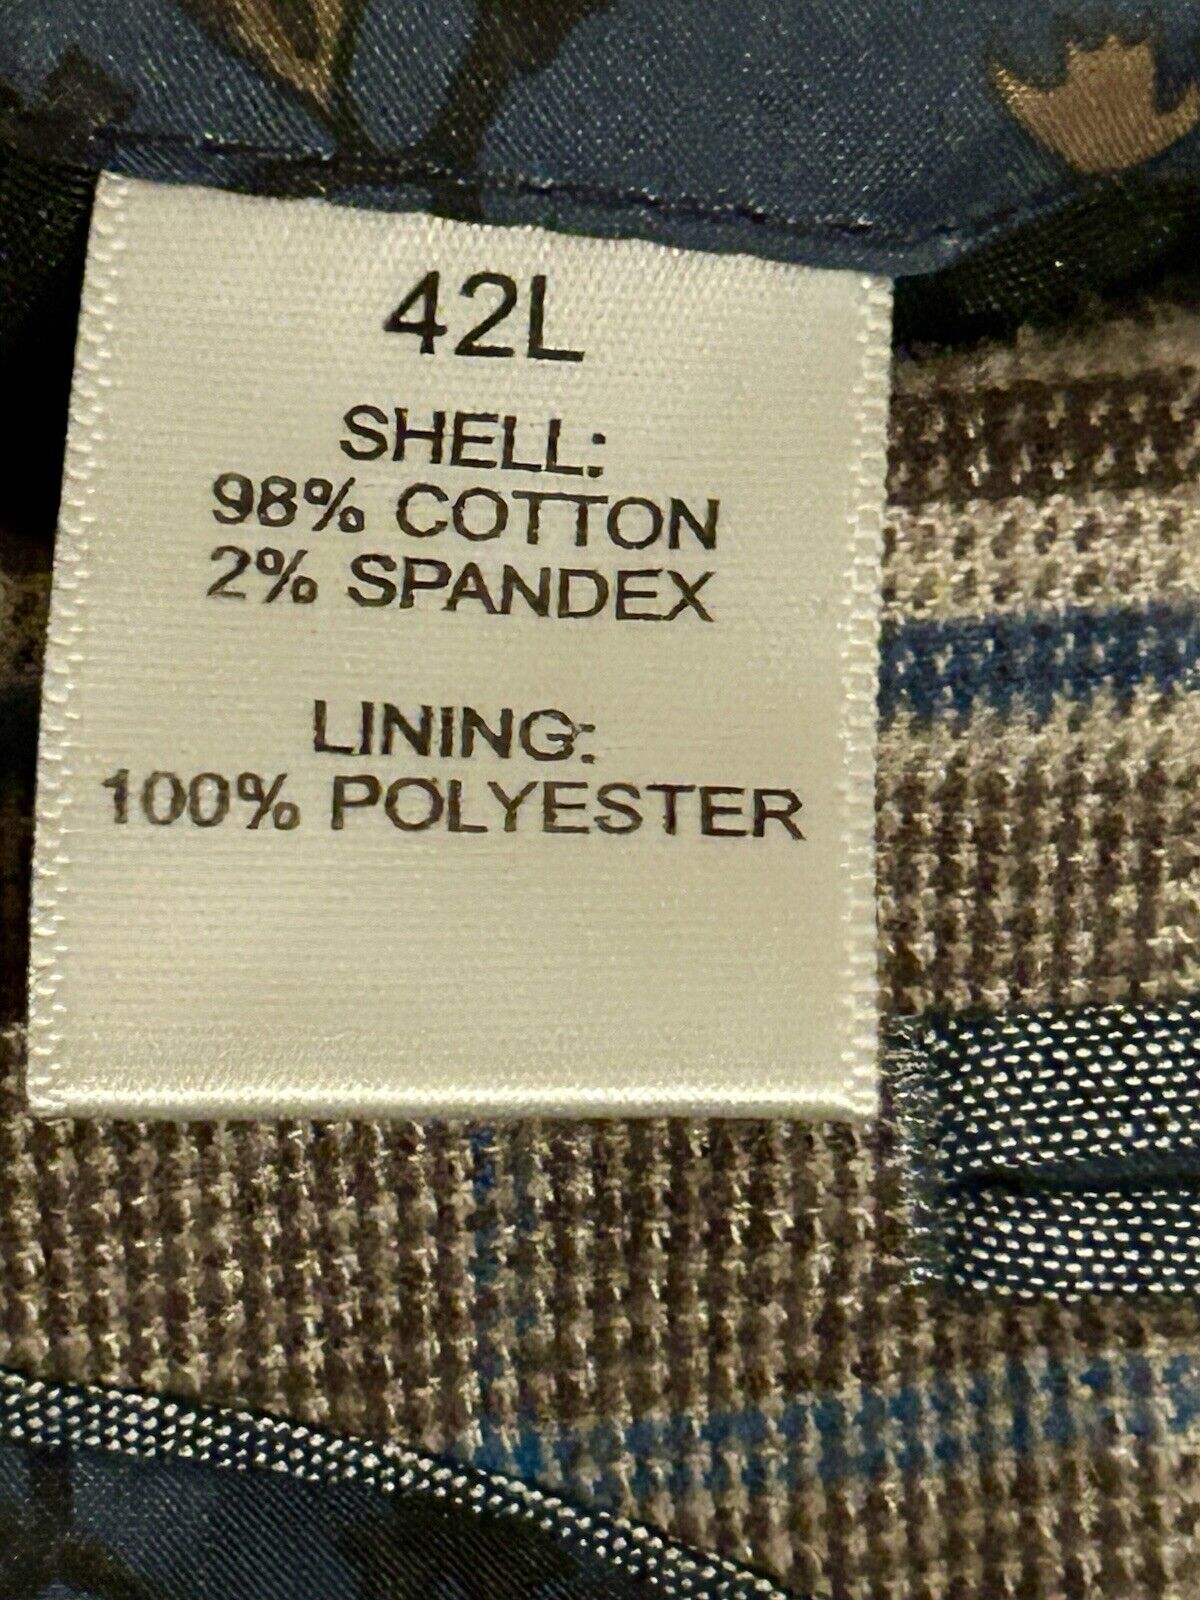 42L
SHELL:
98% COTTON
2% SPANDEX
LINING:
100% POLYESTER